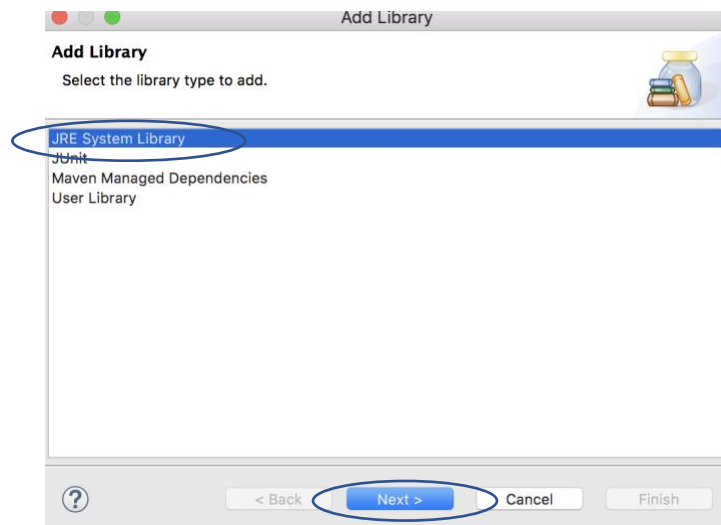 Add Library
Add Library
Select the library type to add.
JRE System Library
JUnit
Maven Managed Dependencies
User Library
?
< Back
Next >
Cancel
Finish